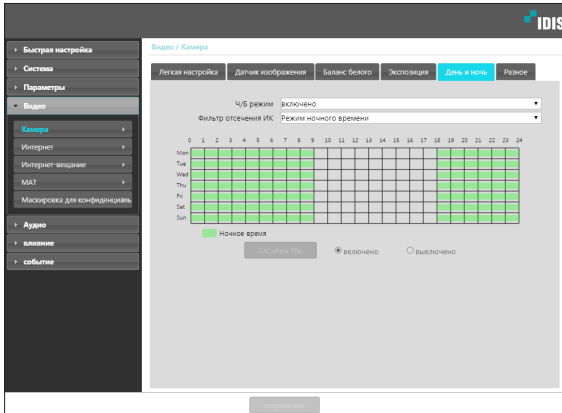 IDIS
Быстрая настройка
Система
Параметры
Видео
Камера
Интернет
Интернет-вещание
MAT
Маскировка для конфиденциаль
Аудио
влияние
событие
Видео / Камера
Легкая настройка Датчик изображения Баланс белого Экспозиция День и ночь Разное
Ч/Б режим включено
Фильтр отсечения ИК Режим ночного времени
0 1 2 3 4 5 6 7 8 9 10 11 12 13 14 15 16 17 18 19 20 21 22 23 24
Mon
Tue
Wed
Thu
Fri
Sat
Sun
Ночное время
включено выключено
сохранение